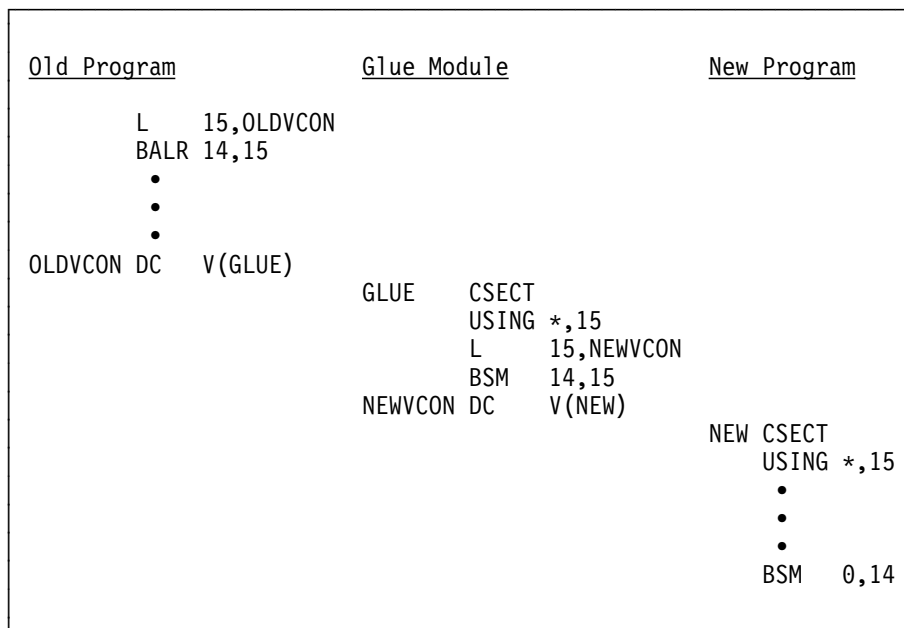 Old Program Glue Module New Program
L 15,OLDVCON
BALR 14,15
•
•
•
OLDVCON DC V(GLUE)
GLUE CSECT
USING *,15
L 15,NEWVCON
BSM 14,15
NEWVCON DC V(NEW)
NEW CSECT
USING *,15
•
•
•
BSM 0,14